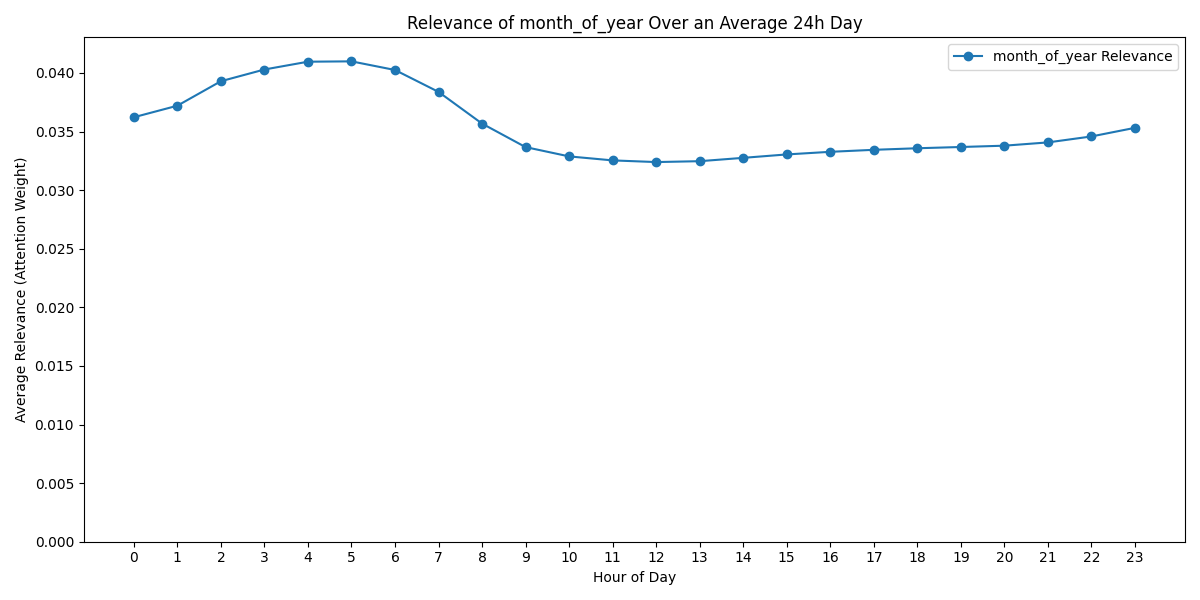 Relevance of month_of_year Over an Average 24h Day
month_of_year Relevance
Average Relevance (Attention Weight)
0.040
0.035
0.030
0.025
0.020
0.015
0.010
0.005
0.000
0 1 2 3 4 5 6 7 8 9 10 11 12 13 14 15 16 17 18 19 20 21 22 23
Hour of Day